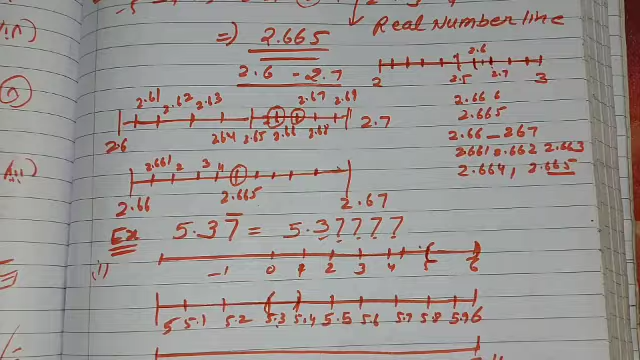 Real Number line
=) 2.665
2.6 - 2.7
2 2.5 2.6 2.7 3
2.61 2.62 2.63 2.67 2.69
2.6 2.64 2.65 2.66 2.68 2.7
2.666
2.665
2.66 - 267
2661 2.662 2.663
2.664, 2.665
2.661 2 3 4
2.66 2.665 2.67
Ex 5.37̅ = 5.37777?
(i) -1 0 1 2 3 4 5 6
5 5.1 5.2 5.3 5.4 5.5 5.6 5.7 5.8 5.9 6